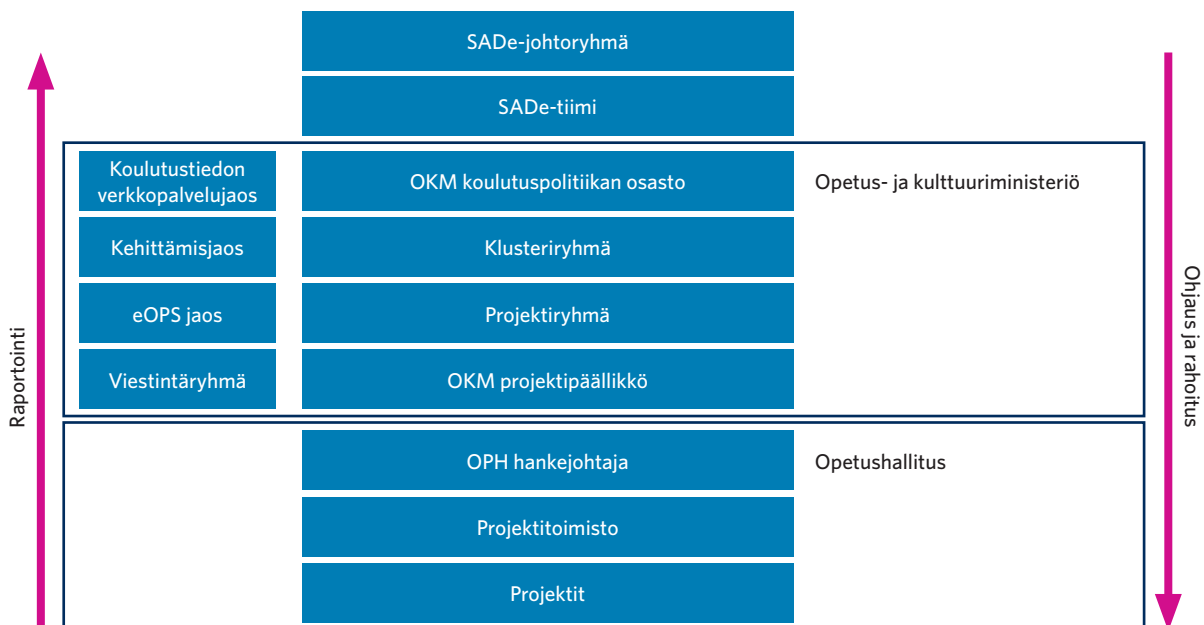 SADe-johtoryhmä
SADe-tiimi
Koulutustiedon
verkkopalvelujaos
OKM koulutuspolitiikan osasto
Opetus- ja kulttuuriministeriö
Kehittämisjaos
Klusteriryhmä
eOPS jaos
Projektiryhmä
Viestintäryhmä
OKM projektipäällikkö
OPH hankejohtaja
Opetushallitus
Projektitoimisto
Projektit
Raportointi
Ohjaus ja rahoitus